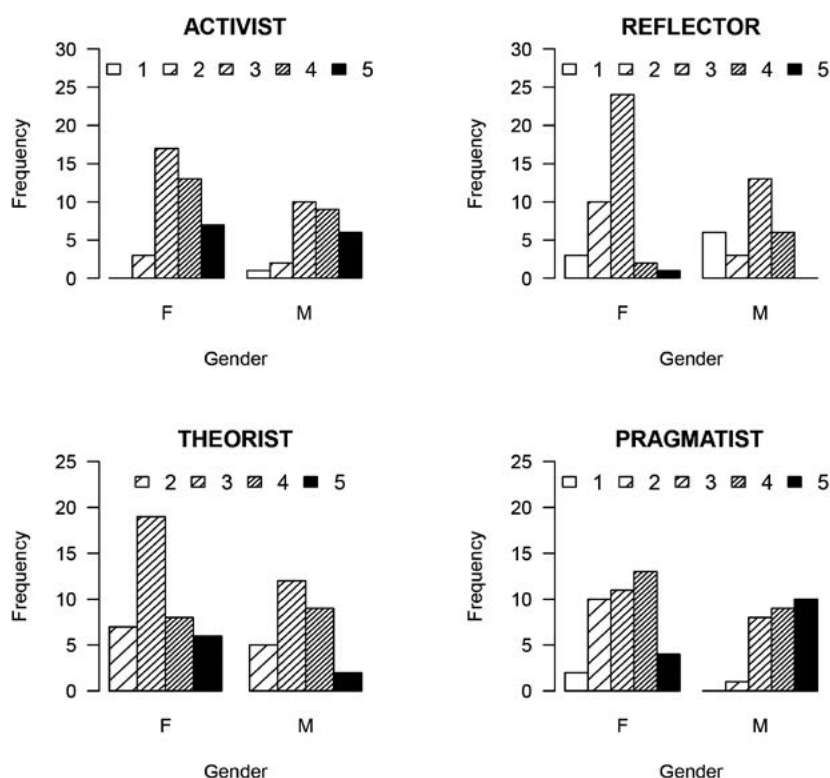 ACTIVIST
30
25
20
15
10
5
0
1 2 3 4 5
Frequency
F M
Gender
REFLECTOR
30
25
20
15
10
5
0
1 2 3 4 5
Frequency
F M
Gender
THEORIST
25
20
15
10
5
0
2 3 4 5
Frequency
F M
Gender
PRAGMATIST
25
20
15
10
5
0
1 2 3 4 5
Frequency
F M
Gender